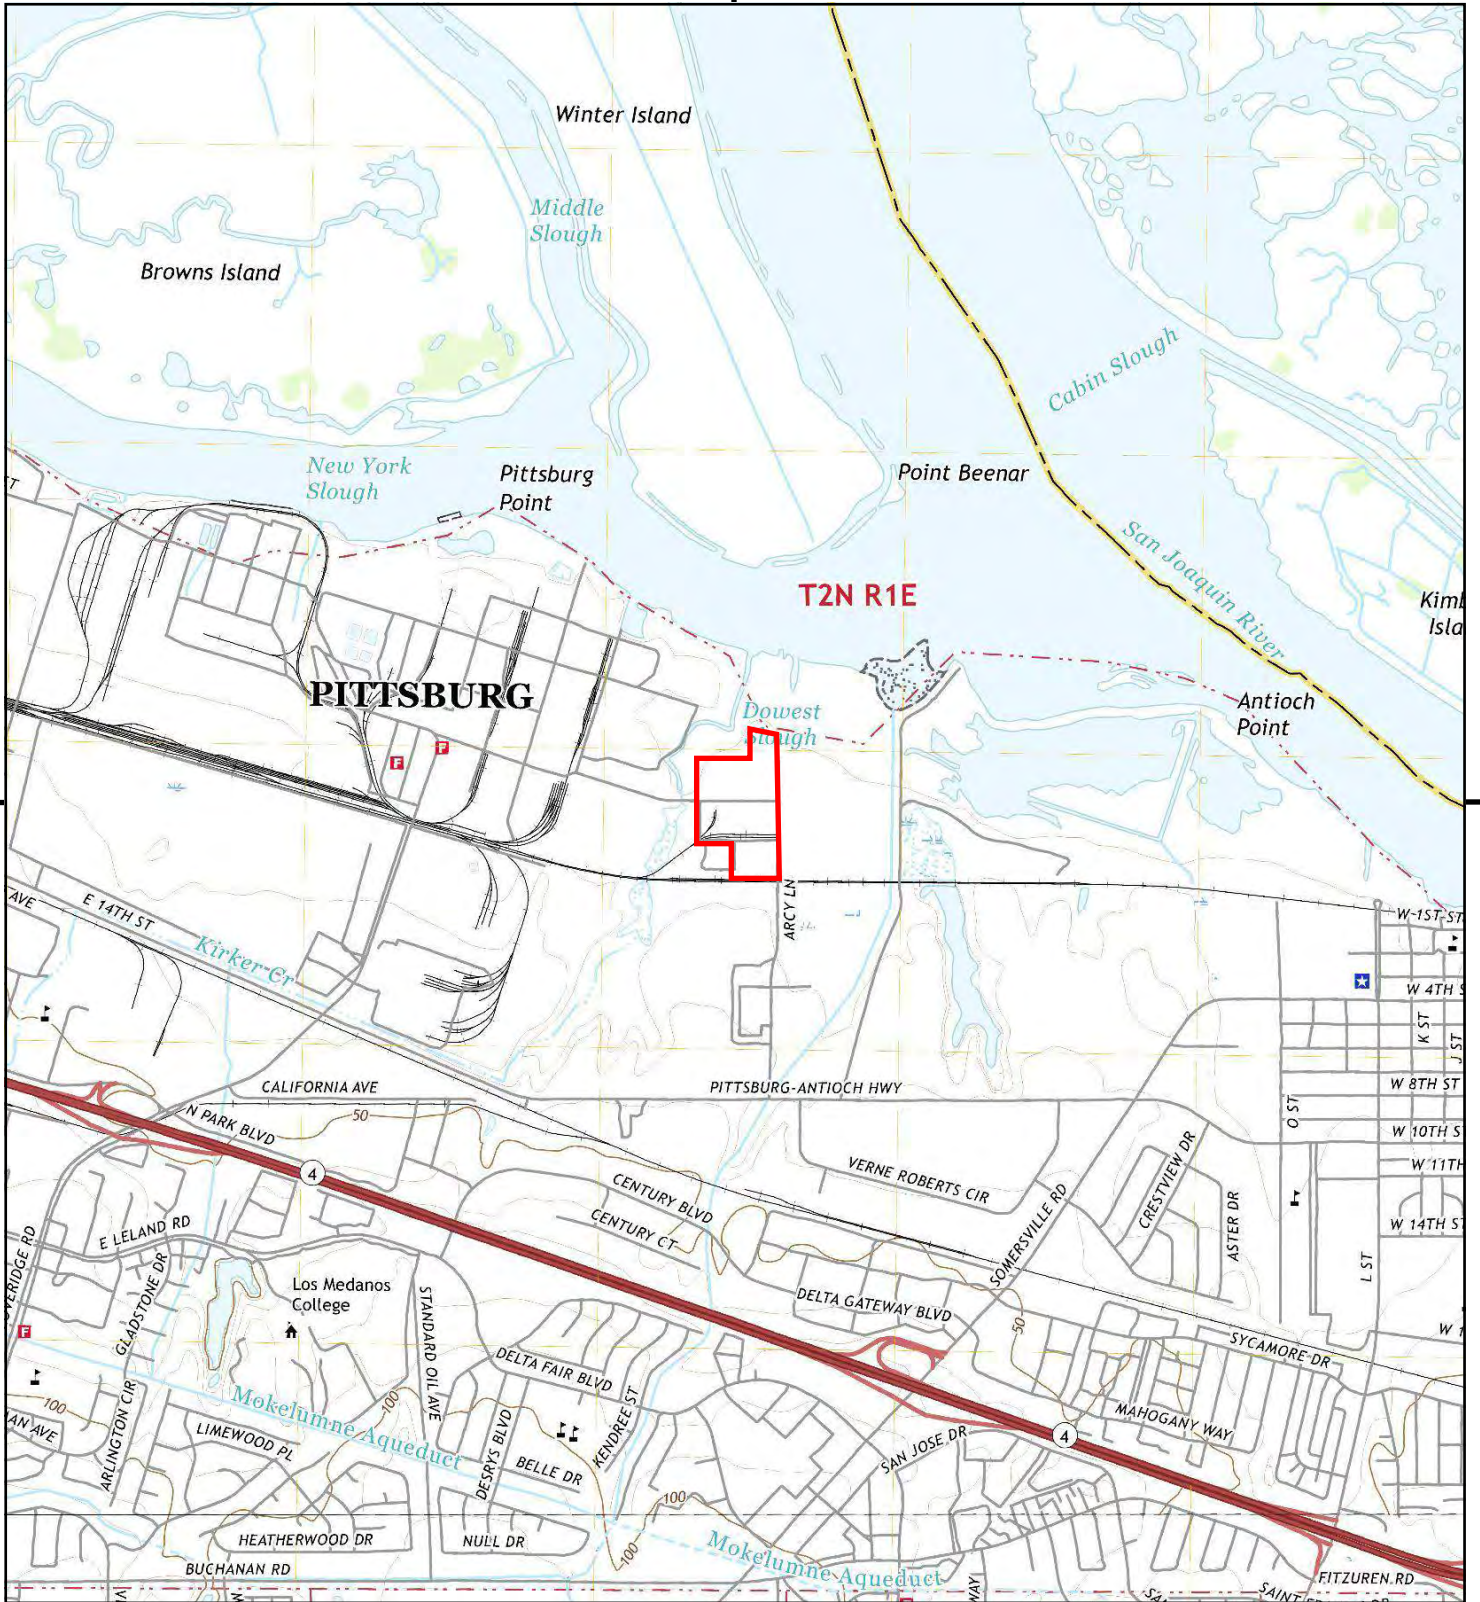 Winter Island
Middle
Slough
Browns Island
Cabin Slough
New York
Slough
Pittsburg
Point
Point Beenar
San Joaquin River
T2N R1E
PITTSBURG
F
F
Dowest
Slough
Antioch
Point
ARCY LN
AVE
E 14TH ST
Kirker Cr
W 1ST ST
W 4TH S
K ST
J ST
W 8TH ST
O ST
W 10TH S
W 11TH
W 14TH ST
L ST
CALIFORNIA AVE
PITTSBURG-ANTIOCH HWY
50
N PARK BLVD
4
VERNE ROBERTS CIR
CRESTVIEW DR
ASTER DR
SOMERSVILLE RD
CENTURY BLVD
CENTURY CT
E LELAND RD
GLADSTONE DR
Los Medanos
College
STANDARD OIL AVE
DELTA GATEWAY BLVD
50
SYCAMORE DR
F
DELTA FAIR BLVD
KENDREE ST
Mokelumne Aqueduct
100
100
ARLINGTON CIR
LIMEWOOD PL
DESRYS BLVD
BELLE DR
SAN JOSE DR
MAHOGANY WAY
4
100
100
HEATHERWOOD DR
NULL DR
Mokelumne Aqueduct
BUCHANAN RD
WAY
FITZUREN RD